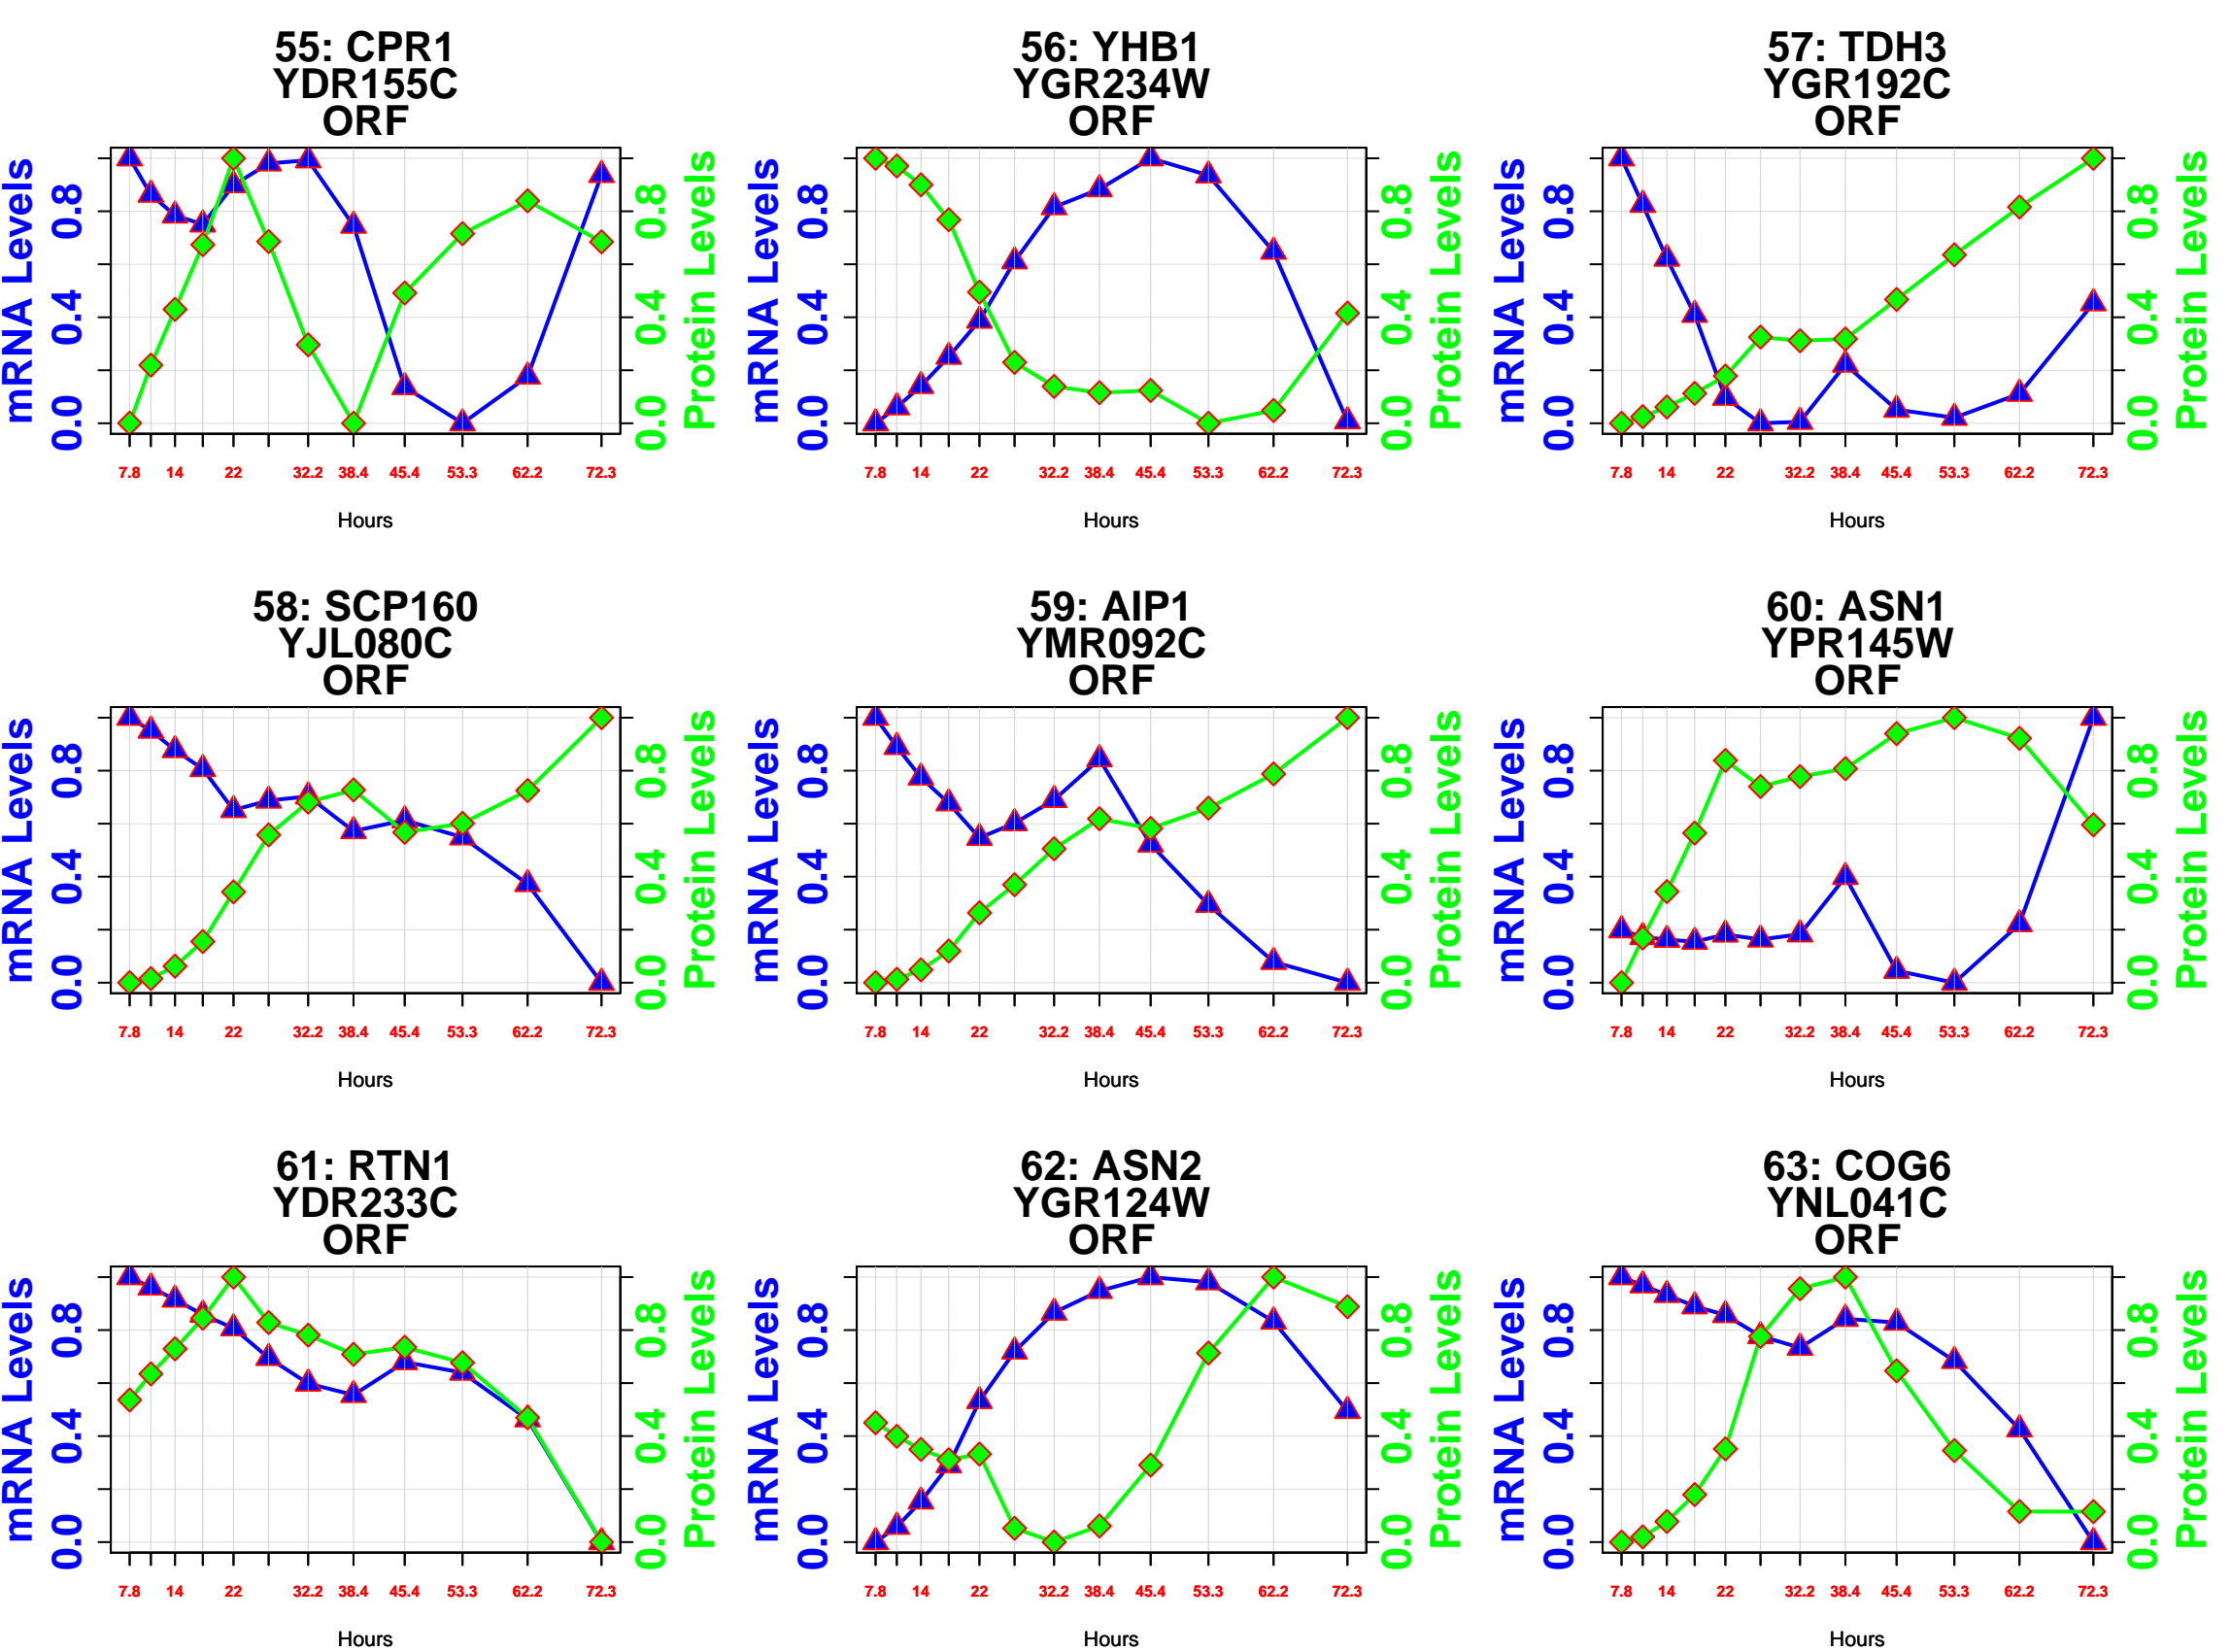 55: CPR1
YDR155C
ORF
mRNA Levels
0.0 0.4 0.8
0.0 0.4 0.8
Protein Levels
7.8 14 22 32.2 38.4 45.4 53.3 62.2 72.3
Hours
56: YHB1
YGR234W
ORF
mRNA Levels
0.0 0.4 0.8
0.0 0.4 0.8
Protein Levels
7.8 14 22 32.2 38.4 45.4 53.3 62.2 72.3
Hours
57: TDH3
YGR192C
ORF
mRNA Levels
0.0 0.4 0.8
0.0 0.4 0.8
Protein Levels
7.8 14 22 32.2 38.4 45.4 53.3 62.2 72.3
Hours
58: SCP160
YJL080C
ORF
mRNA Levels
0.0 0.4 0.8
0.0 0.4 0.8
Protein Levels
7.8 14 22 32.2 38.4 45.4 53.3 62.2 72.3
Hours
59: AIP1
YMR092C
ORF
mRNA Levels
0.0 0.4 0.8
0.0 0.4 0.8
Protein Levels
7.8 14 22 32.2 38.4 45.4 53.3 62.2 72.3
Hours
60: ASN1
YPR145W
ORF
mRNA Levels
0.0 0.4 0.8
0.0 0.4 0.8
Protein Levels
7.8 14 22 32.2 38.4 45.4 53.3 62.2 72.3
Hours
61: RTN1
YDR233C
ORF
mRNA Levels
0.0 0.4 0.8
0.0 0.4 0.8
Protein Levels
7.8 14 22 32.2 38.4 45.4 53.3 62.2 72.3
Hours
62: ASN2
YGR124W
ORF
mRNA Levels
0.0 0.4 0.8
0.0 0.4 0.8
Protein Levels
7.8 14 22 32.2 38.4 45.4 53.3 62.2 72.3
Hours
63: COG6
YNL041C
ORF
mRNA Levels
0.0 0.4 0.8
0.0 0.4 0.8
Protein Levels
7.8 14 22 32.2 38.4 45.4 53.3 62.2 72.3
Hours